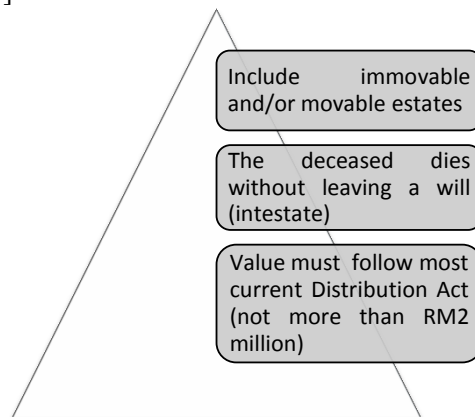 ]
Include immovable
and/or movable estates
The deceased dies
without leaving a will
(intestate)
Value must follow most
current Distribution Act
(not more than RM2
million)